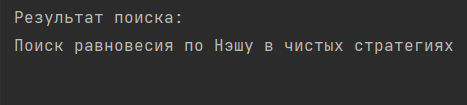 Результат поиска:
Поиск равновесия по Нэшу в чистых стратегиях